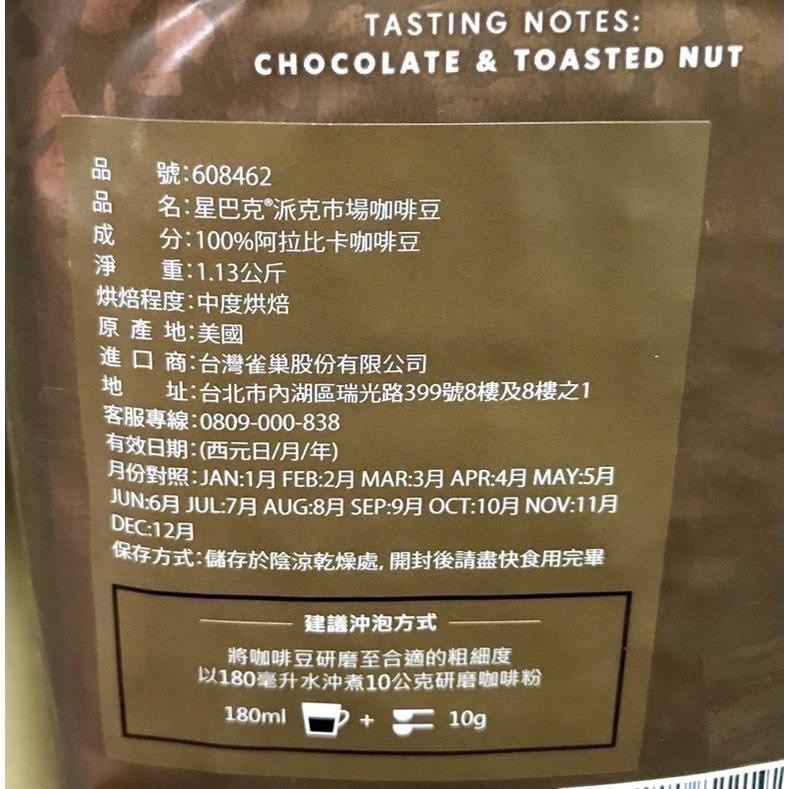 TASTING NOTES:
CHOCOLATE & TOASTED NUT
品 號:608462
品 名:星巴克®派克市場咖啡豆
成 分:100%阿拉比卡咖啡豆
淨 重:1.13公斤
烘焙程度:中度烘焙
原 產 地:美國
進 口 商:台灣雀巢股份有限公司
地 址:台北市內湖區瑞光路399號8樓及8樓之1
客服專線:0809-000-838
有效日期:(西元日/月/年)
月份對照:JAN:1月 FEB:2月 MAR:3月 APR:4月 MAY:5月
JUN:6月 JUL:7月 AUG:8月 SEP:9月 OCT:10月 NOV:11月
DEC:12月
保存方式:儲存於陰涼乾燥處, 開封後請盡快食用完畢
建議沖泡方式
將咖啡豆研磨至合適的粗細度
以180毫升水沖煮10公克研磨咖啡粉
180ml + 10g